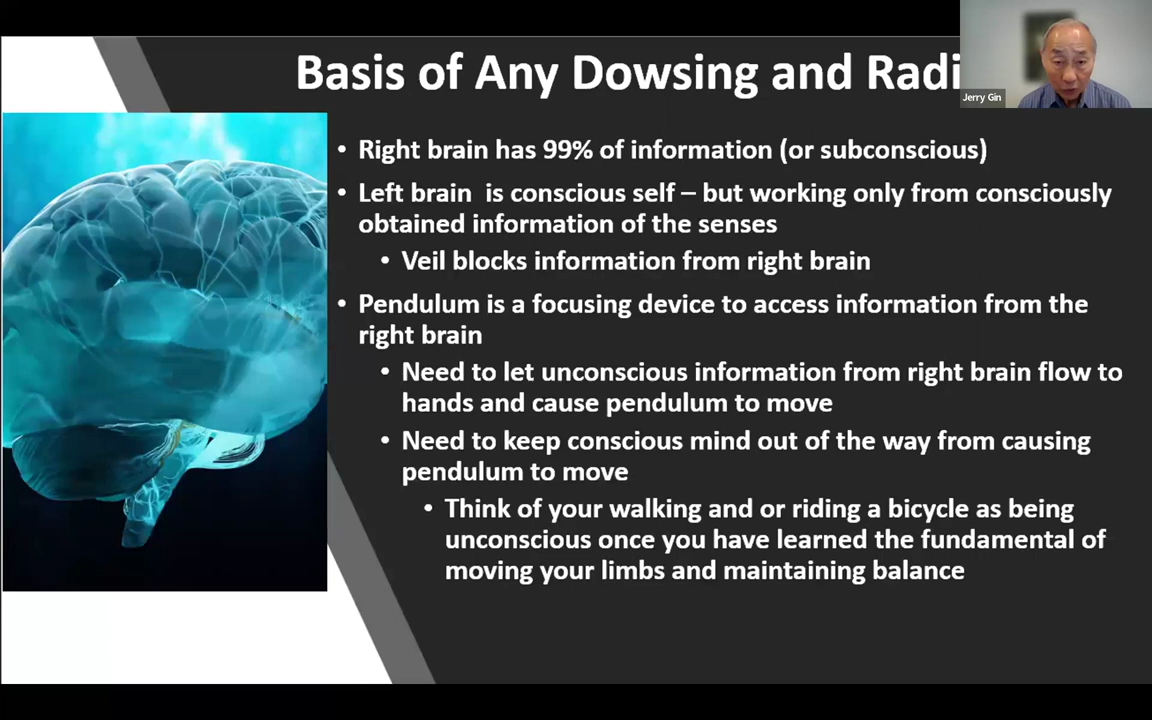 Basis of Any Dowsing and Radi
Jerry Gin
• Right brain has 99% of information (or subconscious)
• Left brain is conscious self – but working only from consciously
obtained information of the senses
• Veil blocks information from right brain
• Pendulum is a focusing device to access information from the
right brain
• Need to let unconscious information from right brain flow to
hands and cause pendulum to move
• Need to keep conscious mind out of the way from causing
pendulum to move
• Think of your walking and or riding a bicycle as being
unconscious once you have learned the fundamental of
moving your limbs and maintaining balance